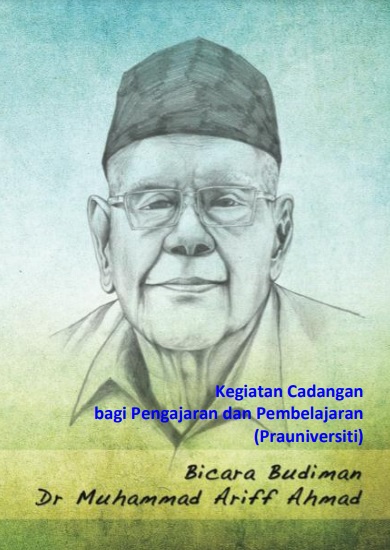 Kegiatan Cadangan
bagi Pengajaran dan Pembelajaran
(Prauniversiti)
Bicara Budiman
Dr Muhammad Ariff Ahmad